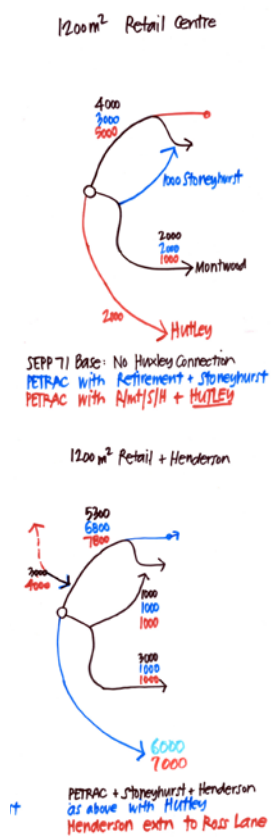 1200m² Retail Centre
4000
3000
5000
1000 Stoneyhurst
2000
2000
1000
Montwood
2000
Hutley
SEPP 71 Base: No Huxley Connection
PETRAC with Retirement + Stoneyhurst
PETRAC with R/mt/S/H + HUTLEY
1200m² Retail + Henderson
5300
6800
7800
3000
4000
1000
1000
1000
3000
1000
1000
6000
7000
PETRAC + Stoneyhurst + Henderson
as above with Hutley
Henderson extn to Ross Lane